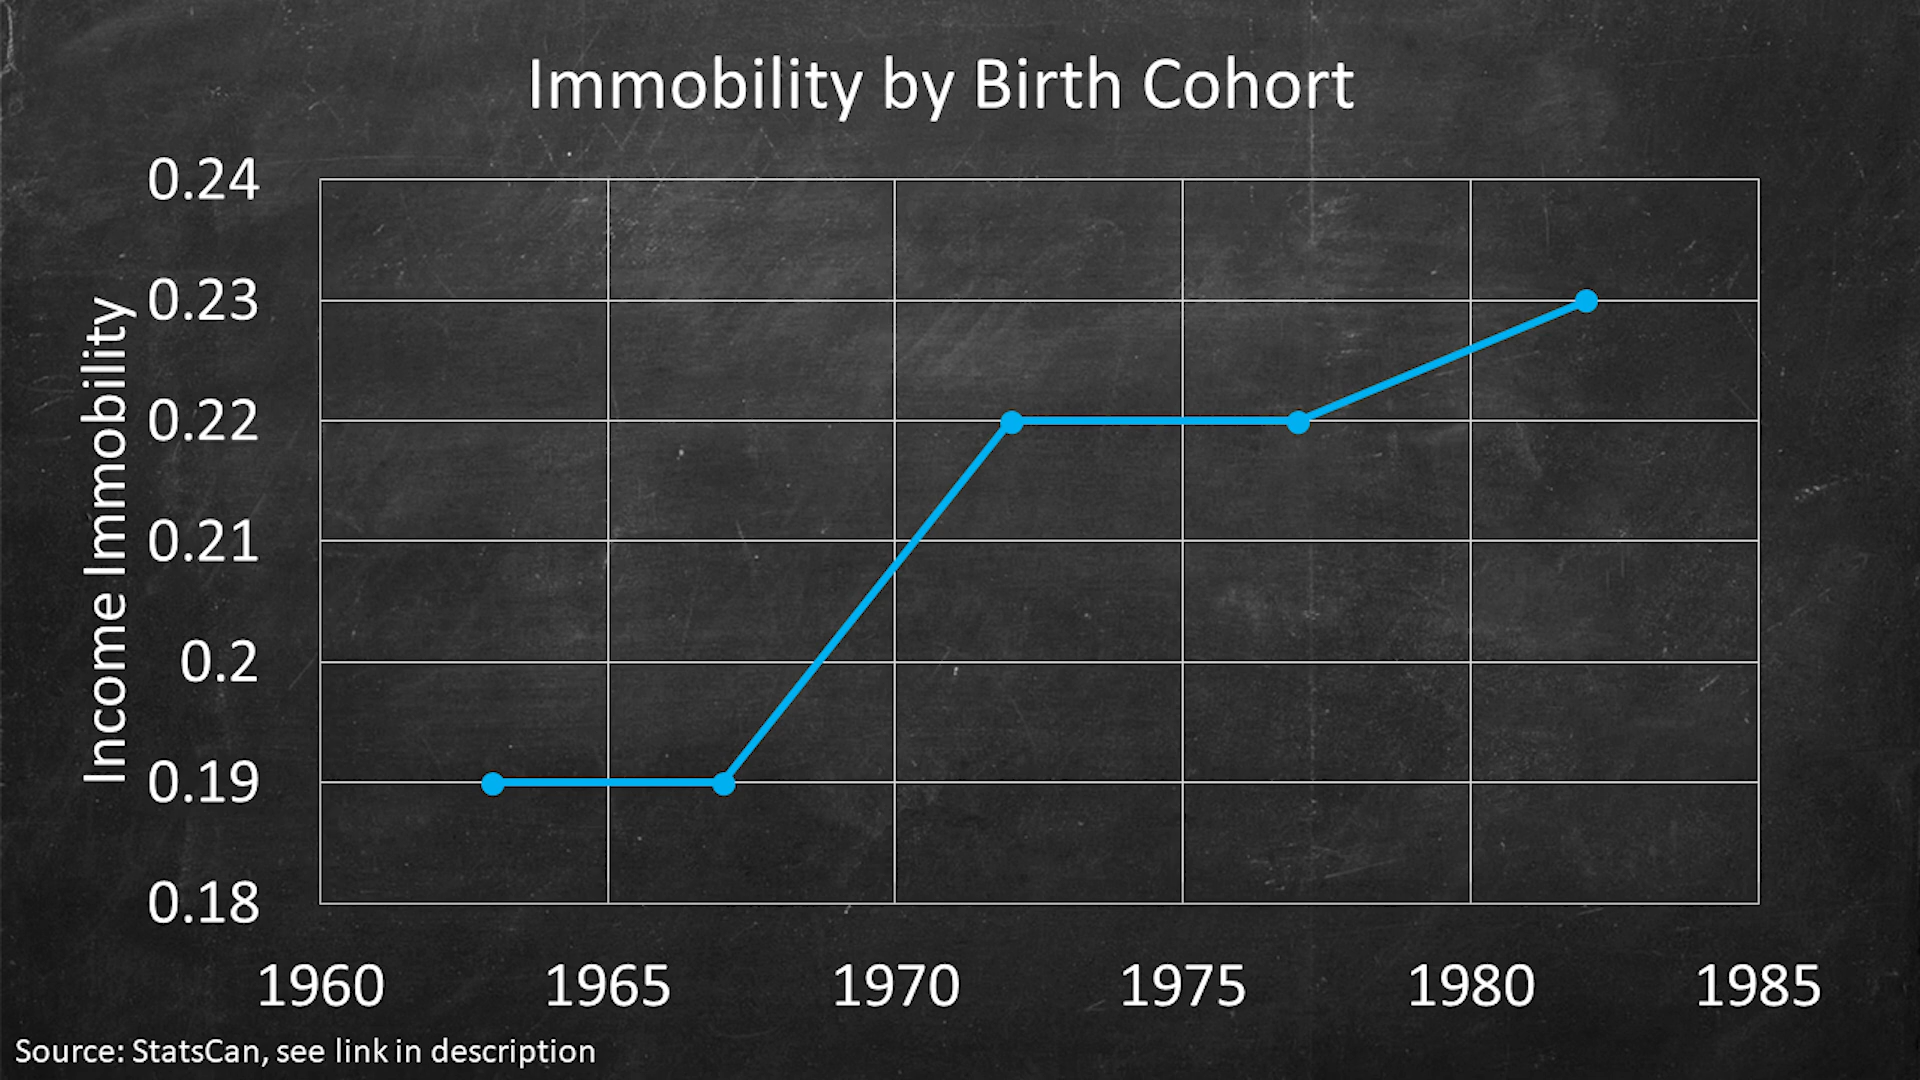 Immobility by Birth Cohort
0.24
0.23
0.22
0.21
0.2
0.19
0.18
Income Immobility
1960 1965 1970 1975 1980 1985
Source: StatsCan, see link in description